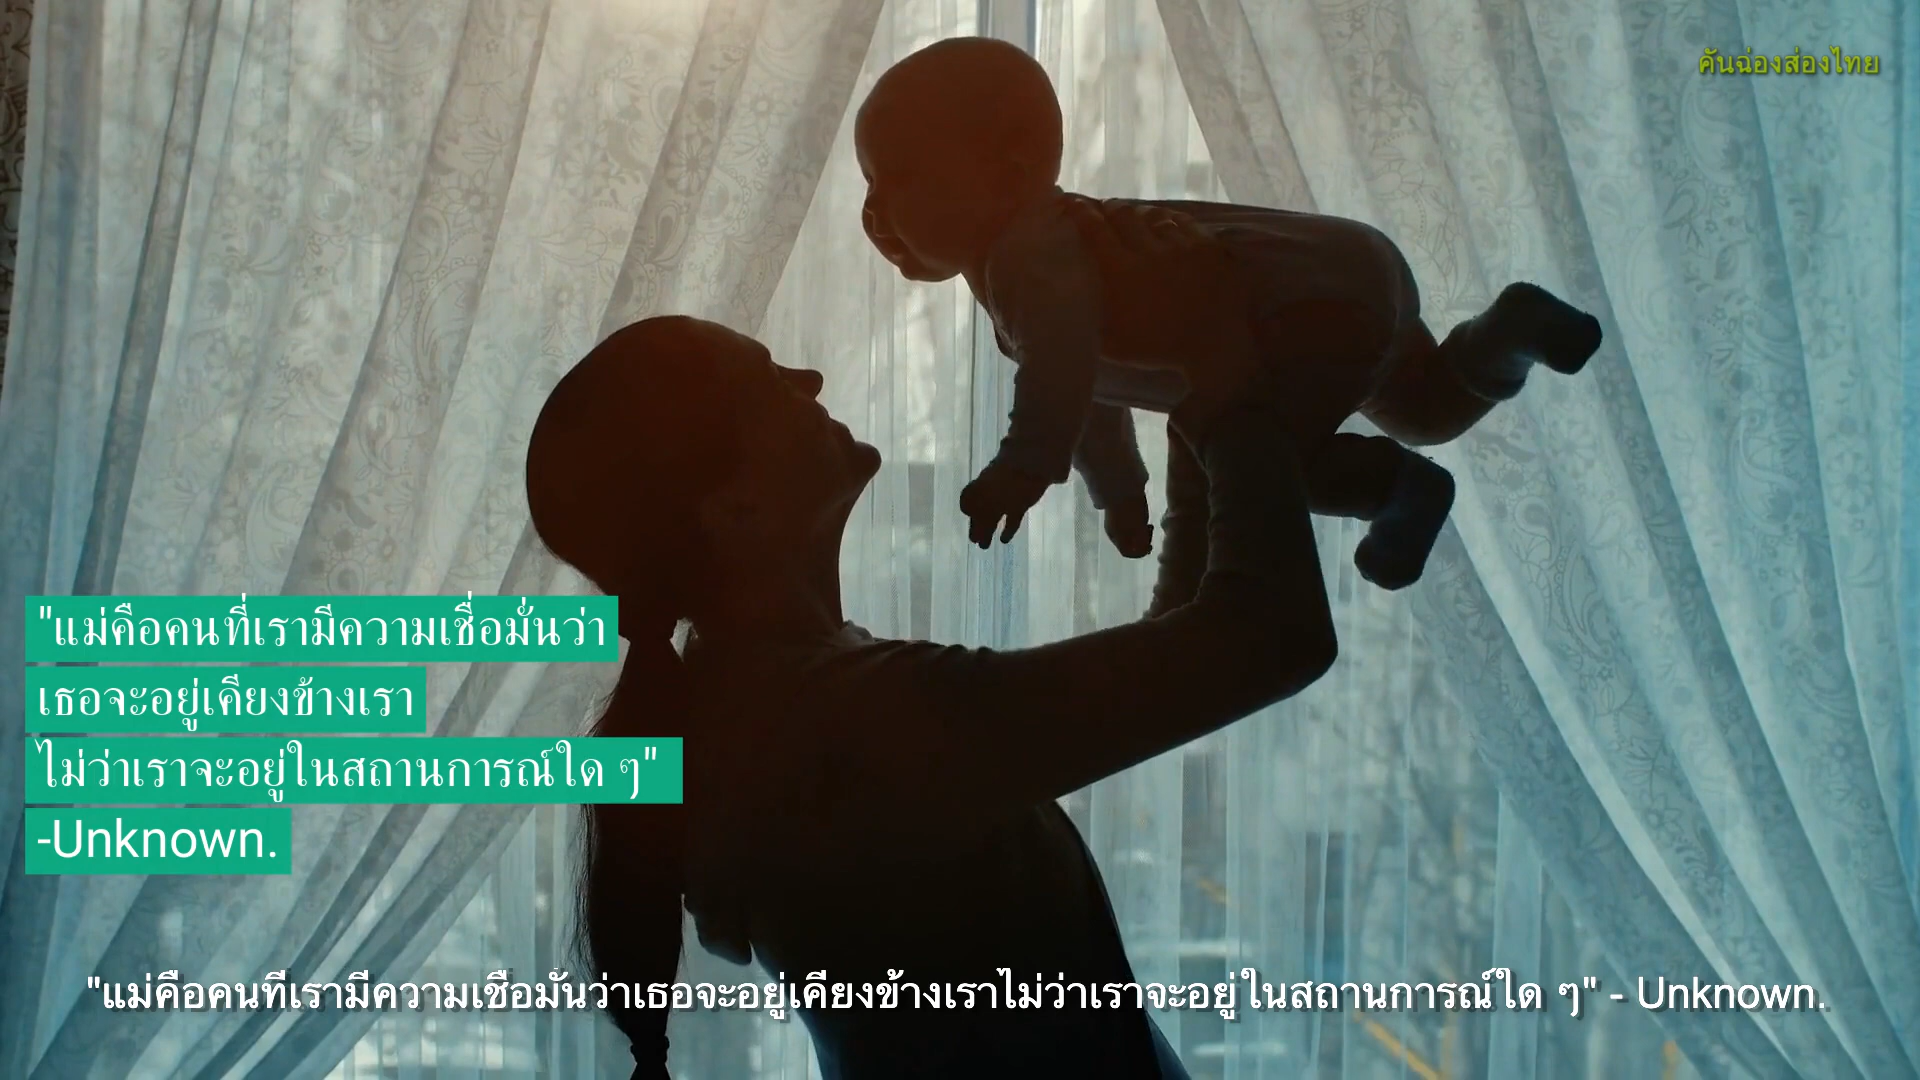 คันฉ่องส่องไทย
"แม่คือคนที่เรามีความเชื่อมั่นว่า
เธอจะอยู่เคียงข้างเรา
ไม่ว่าเราจะอยู่ในสถานการณ์ใด ๆ"
-Unknown.
"แม่คือคนที่เรามีความเชื่อมั่นว่าเธอจะอยู่เคียงข้างเราไม่ว่าเราจะอยู่ในสถานการณ์ใด ๆ" - Unknown.